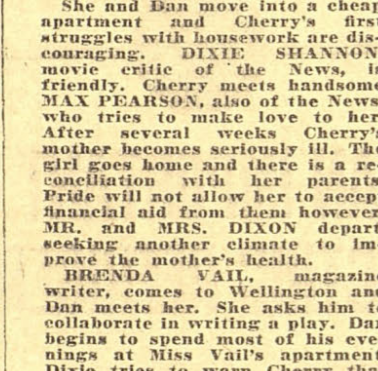 She and Dan move into a cheap
apartment and Cherry's first
struggles with housework are dis-
couraging. DIXIE SHANNON,
movie critic of the News, i
friendly. Cherry meets handsome
MAX PEARSON, also of the News
who tries to make love to her
After several weeks Cherry's
mother becomes seriously ill. The
girl goes home and there is a re-
conciliation with her parents
Pride will not allow her to accep
financial aid from them however
MR. and MRS. DIXON depart
seeking another climate to im-
prove the mother's health.
BRENDA VAIL, magazine
writer, comes to Wellington and
Dan meets her. She asks him t
collaborate in writing a play. Dan
begins to spend most of his eve-
nings at Miss Vail's apartment
Dixie tries to warn Cherry tha